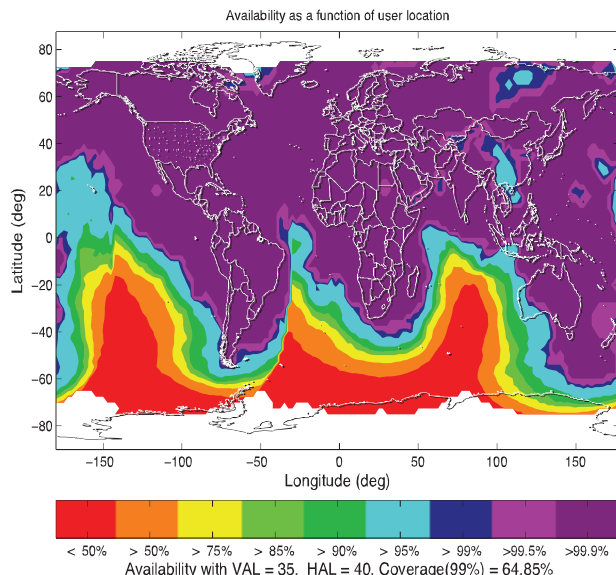 Availability as a function of user location
80
60
40
20
0
−20
−40
−60
−80
Latitude (deg)
−150 −100 −50 0 50 100 150
Longitude (deg)
< 50% > 50% > 75% > 85% > 90% > 95% > 99% >99.5% >99.9%
Availability with VAL = 35, HAL = 40, Coverage(99%) = 64.85%